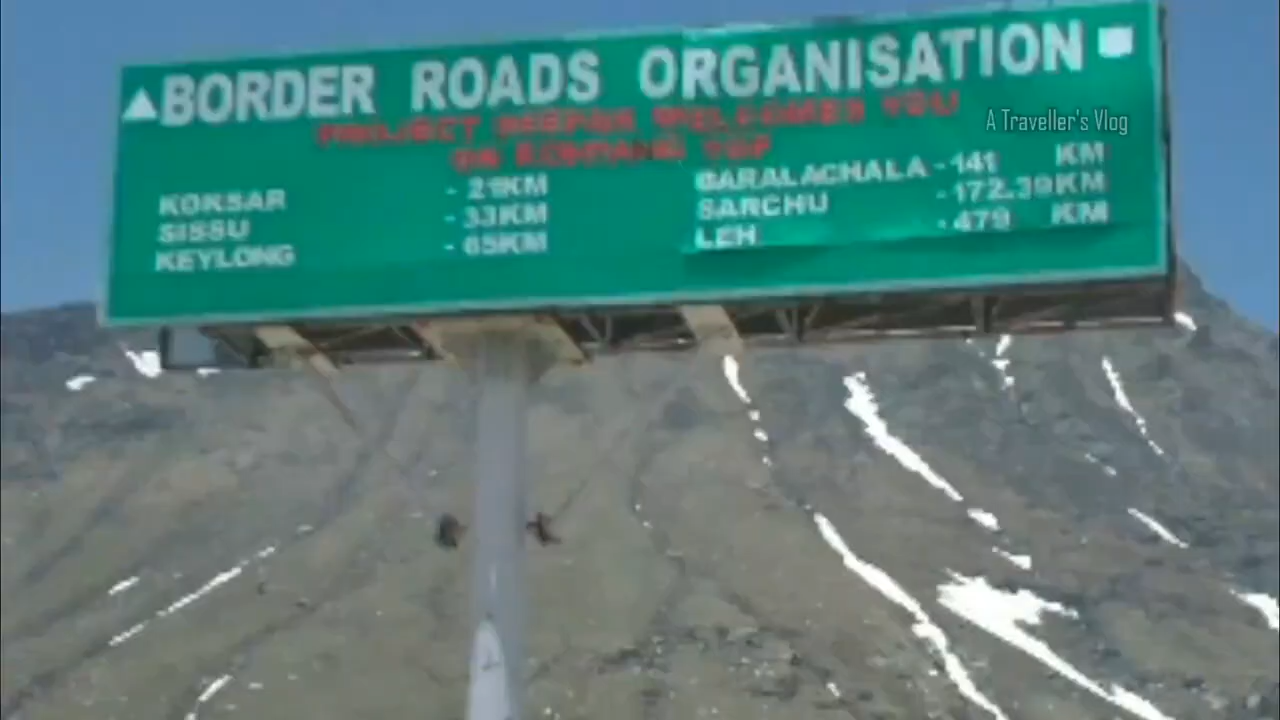 BORDER ROADS ORGANISATION
PROJECT DEEPAK WELCOMES YOU
ON ROHTANG TOP
KOKSAR - 21KM
SISSU - 33KM
KEYLONG - 65KM
BARALACHALA - 141 KM
SARCHU - 172.39KM
LEH - 479 KM
A Traveller's Vlog